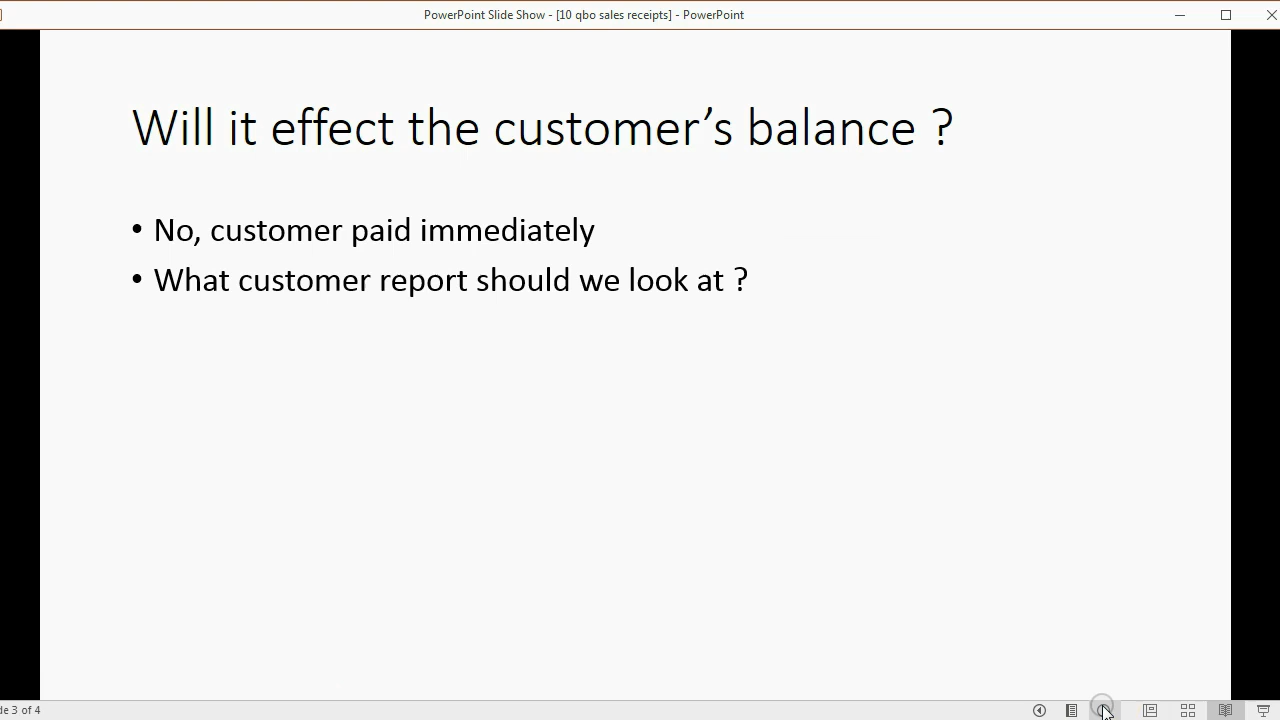 PowerPoint Slide Show - [10 qbo sales receipts] - PowerPoint
Will it effect the customer’s balance ?
• No, customer paid immediately
• What customer report should we look at ?
de 3 of 4